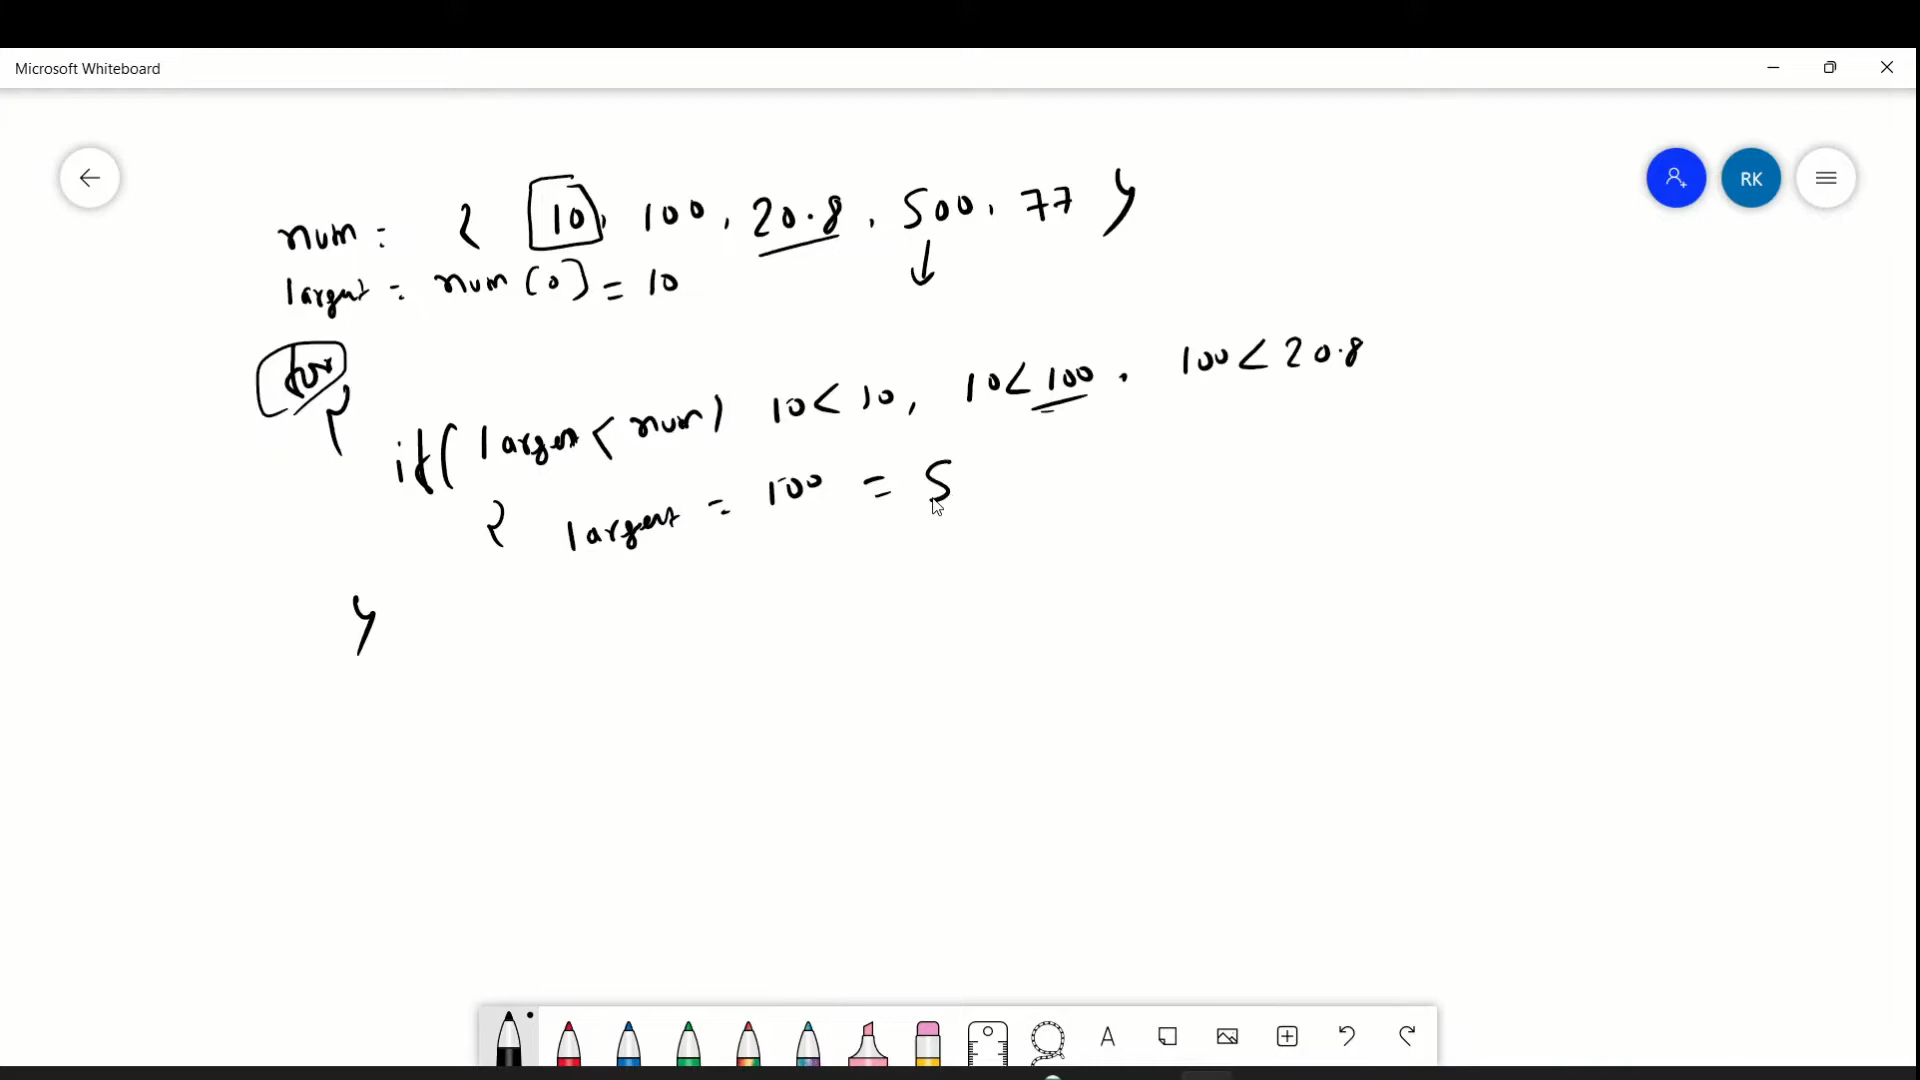 Microsoft Whiteboard
RK
num = { 10, 100, 20.8, 500, 77 }
largest = num[0] = 10
for
{
if(largest < num) 10 < 10, 10 < 100, 100 < 20.8
{ largest = 100 = 5
}
A